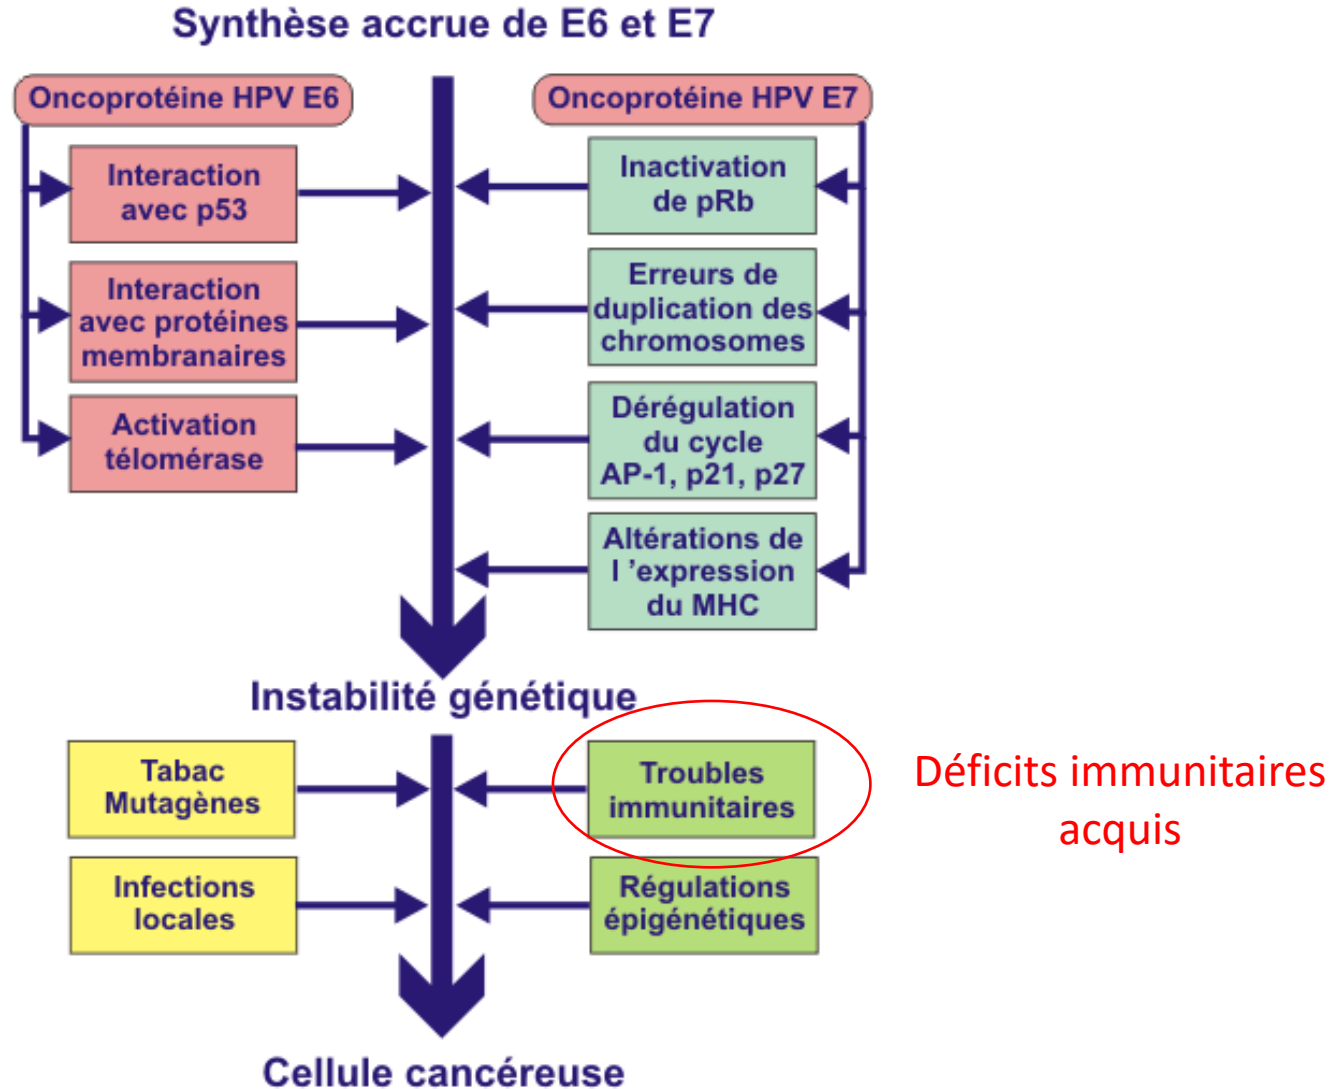 Synthèse accrue de E6 et E7
Oncoprotéine HPV E6
Interaction
avec p53
Interaction
avec protéines
membranaires
Activation
télomérase
Oncoprotéine HPV E7
Inactivation
de pRb
Erreurs de
duplication des
chromosomes
Dérégulation
du cycle
AP-1, p21, p27
Altérations de
l ’expression
du MHC
Instabilité génétique
Tabac
Mutagènes
Infections
locales
Troubles
immunitaires
Régulations
épigénétiques
Déficits immunitaires
acquis
Cellule cancéreuse